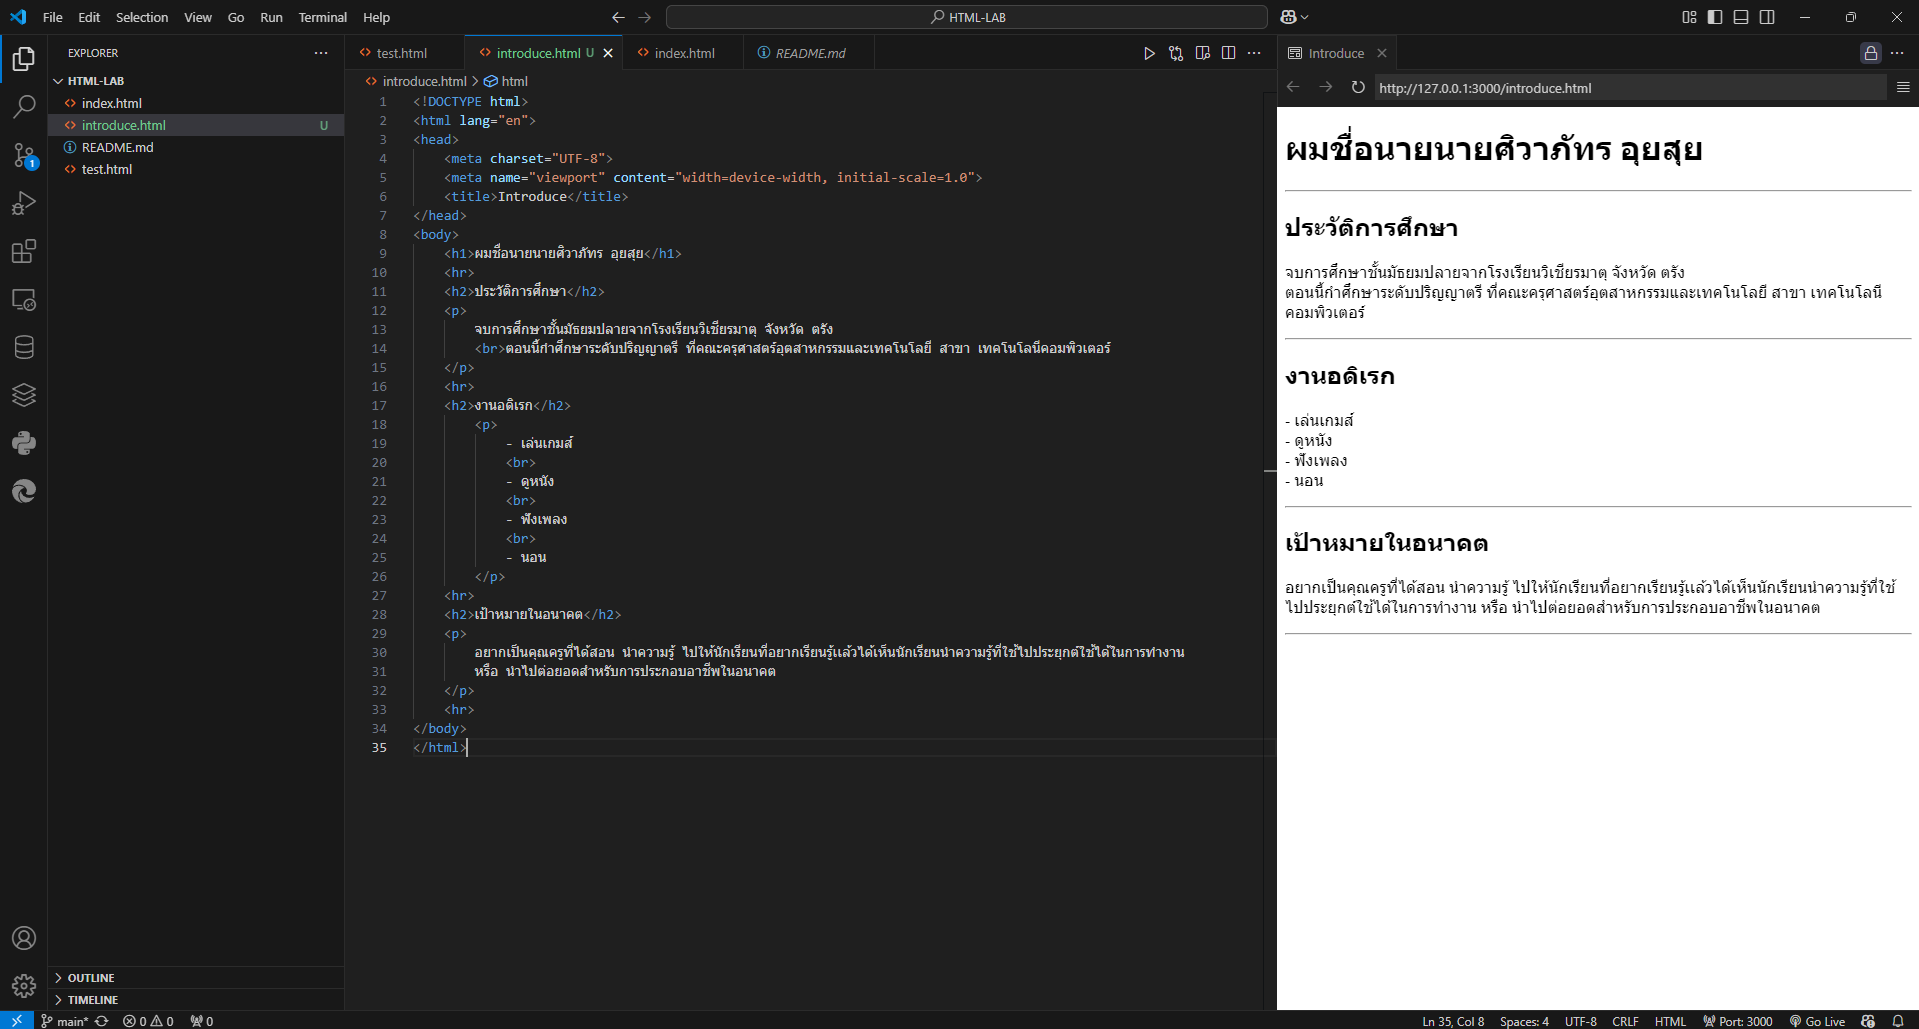 File Edit Selection View Go Run Terminal Help
HTML-LAB
EXPLORER
HTML-LAB
index.html
introduce.html U
README.md
test.html
1
OUTLINE
TIMELINE
test.html
introduce.html U
index.html
README.md
introduce.html > html
1 <!DOCTYPE html>
2 <html lang="en">
3 <head>
4 <meta charset="UTF-8">
5 <meta name="viewport" content="width=device-width, initial-scale=1.0">
6 <title>Introduce</title>
7 </head>
8 <body>
9 <h1>ผมชื่อนายนายศิวาภัทร อุยสุย</h1>
10 <hr>
11 <h2>ประวัติการศึกษา</h2>
12 <p>
13 จบการศึกษาชั้นมัธยมปลายจากโรงเรียนวิเชียรมาตุ จังหวัด ตรัง
14 <br>ตอนนี้กำศึกษาระดับปริญญาตรี ที่คณะครุศาสตร์อุตสาหกรรมและเทคโนโลยี สาขา เทคโนโลนีคอมพิวเตอร์
15 </p>
16 <hr>
17 <h2>งานอดิเรก</h2>
18 <p>
19 - เล่นเกมส์
20 <br>
21 - ดูหนัง
22 <br>
23 - ฟังเพลง
24 <br>
25 - นอน
26 </p>
27 <hr>
28 <h2>เป้าหมายในอนาคต</h2>
29 <p>
30 อยากเป็นคุณครูที่ได้สอน นำความรู้ ไปให้นักเรียนที่อยากเรียนรู้แล้วได้เห็นนักเรียนนำความรู้ที่ใช้ไปประยุกต์ใช้ได้ในการทำงาน
31 หรือ นำไปต่อยอดสำหรับการประกอบอาชีพในอนาคต
32 </p>
33 <hr>
34 </body>
35 </html>
Introduce
http://127.0.0.1:3000/introduce.html
ผมชื่อนายนายศิวาภัทร อุยสุย
ประวัติการศึกษา
จบการศึกษาชั้นมัธยมปลายจากโรงเรียนวิเชียรมาตุ จังหวัด ตรัง
ตอนนี้กำศึกษาระดับปริญญาตรี ที่คณะครุศาสตร์อุตสาหกรรมและเทคโนโลยี สาขา เทคโนโลนี
คอมพิวเตอร์
งานอดิเรก
- เล่นเกมส์
- ดูหนัง
- ฟังเพลง
- นอน
เป้าหมายในอนาคต
อยากเป็นคุณครูที่ได้สอน นำความรู้ ไปให้นักเรียนที่อยากเรียนรู้แล้วได้เห็นนักเรียนนำความรู้ที่ใช้
ไปประยุกต์ใช้ได้ในการทำงาน หรือ นำไปต่อยอดสำหรับการประกอบอาชีพในอนาคต
main* 0 0 0
Ln 35, Col 8 Spaces: 4 UTF-8 CRLF HTML Port: 3000 Go Live